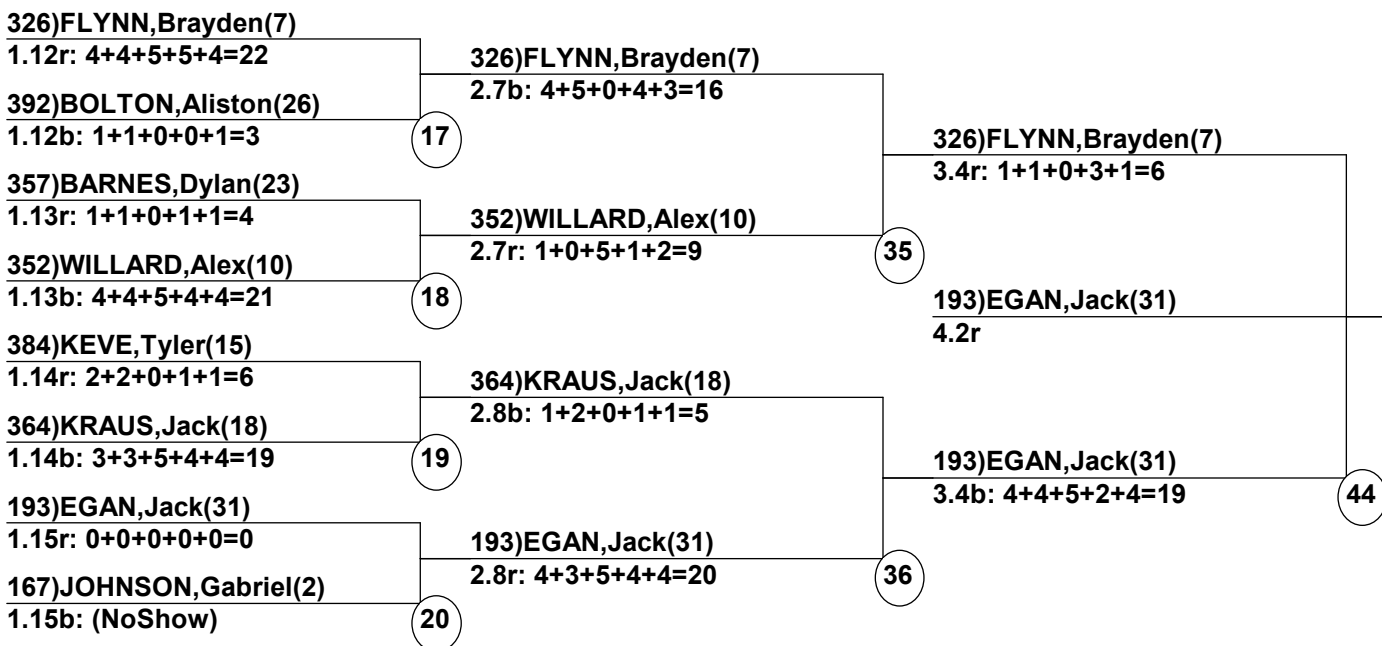 326)FLYNN,Brayden(7)
1.12r: 4+4+5+5+4=22
392)BOLTON,Aliston(26)
1.12b: 1+1+0+0+1=3
17
357)BARNES,Dylan(23)
1.13r: 1+1+0+1+1=4
352)WILLARD,Alex(10)
1.13b: 4+4+5+4+4=21
18
384)KEVE,Tyler(15)
1.14r: 2+2+0+1+1=6
364)KRAUS,Jack(18)
1.14b: 3+3+5+4+4=19
19
193)EGAN,Jack(31)
1.15r: 0+0+0+0+0=0
167)JOHNSON,Gabriel(2)
1.15b: (NoShow)
20
326)FLYNN,Brayden(7)
2.7b: 4+5+0+4+3=16
352)WILLARD,Alex(10)
2.7r: 1+0+5+1+2=9
35
364)KRAUS,Jack(18)
2.8b: 1+2+0+1+1=5
193)EGAN,Jack(31)
2.8r: 4+3+5+4+4=20
36
326)FLYNN,Brayden(7)
3.4r: 1+1+0+3+1=6
193)EGAN,Jack(31)
4.2r
193)EGAN,Jack(31)
3.4b: 4+4+5+2+4=19
44